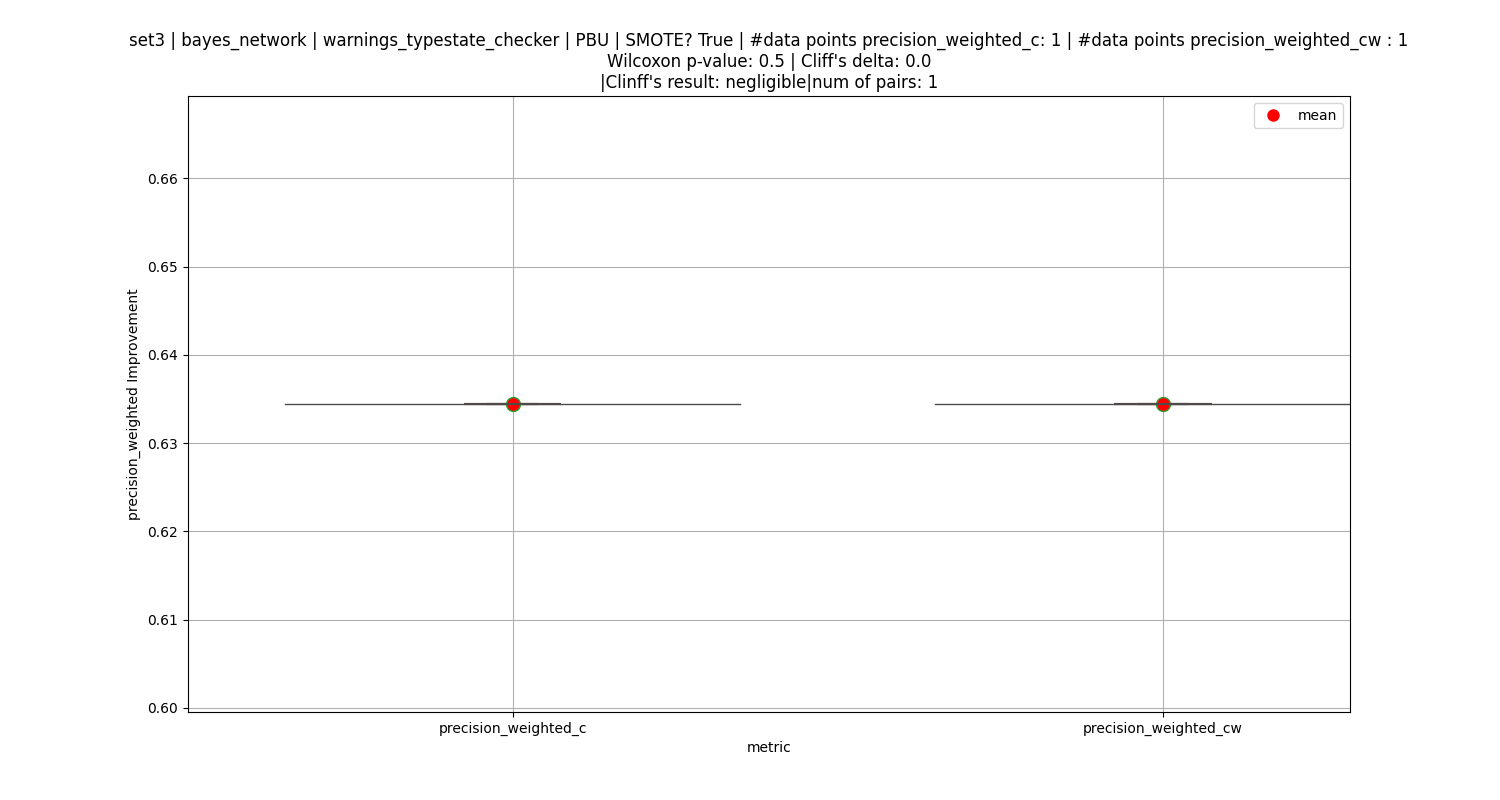 set3 | bayes_network | warnings_typestate_checker | PBU | SMOTE? True | #data points precision_weighted_c: 1 | #data points precision_weighted_cw : 1
Wilcoxon p-value: 0.5 | Cliff's delta: 0.0
|Clinff's result: negligible|num of pairs: 1
mean
0.66
0.65
0.64
0.63
0.62
0.61
0.60
precision_weighted Improvement
precision_weighted_c
precision_weighted_cw
metric